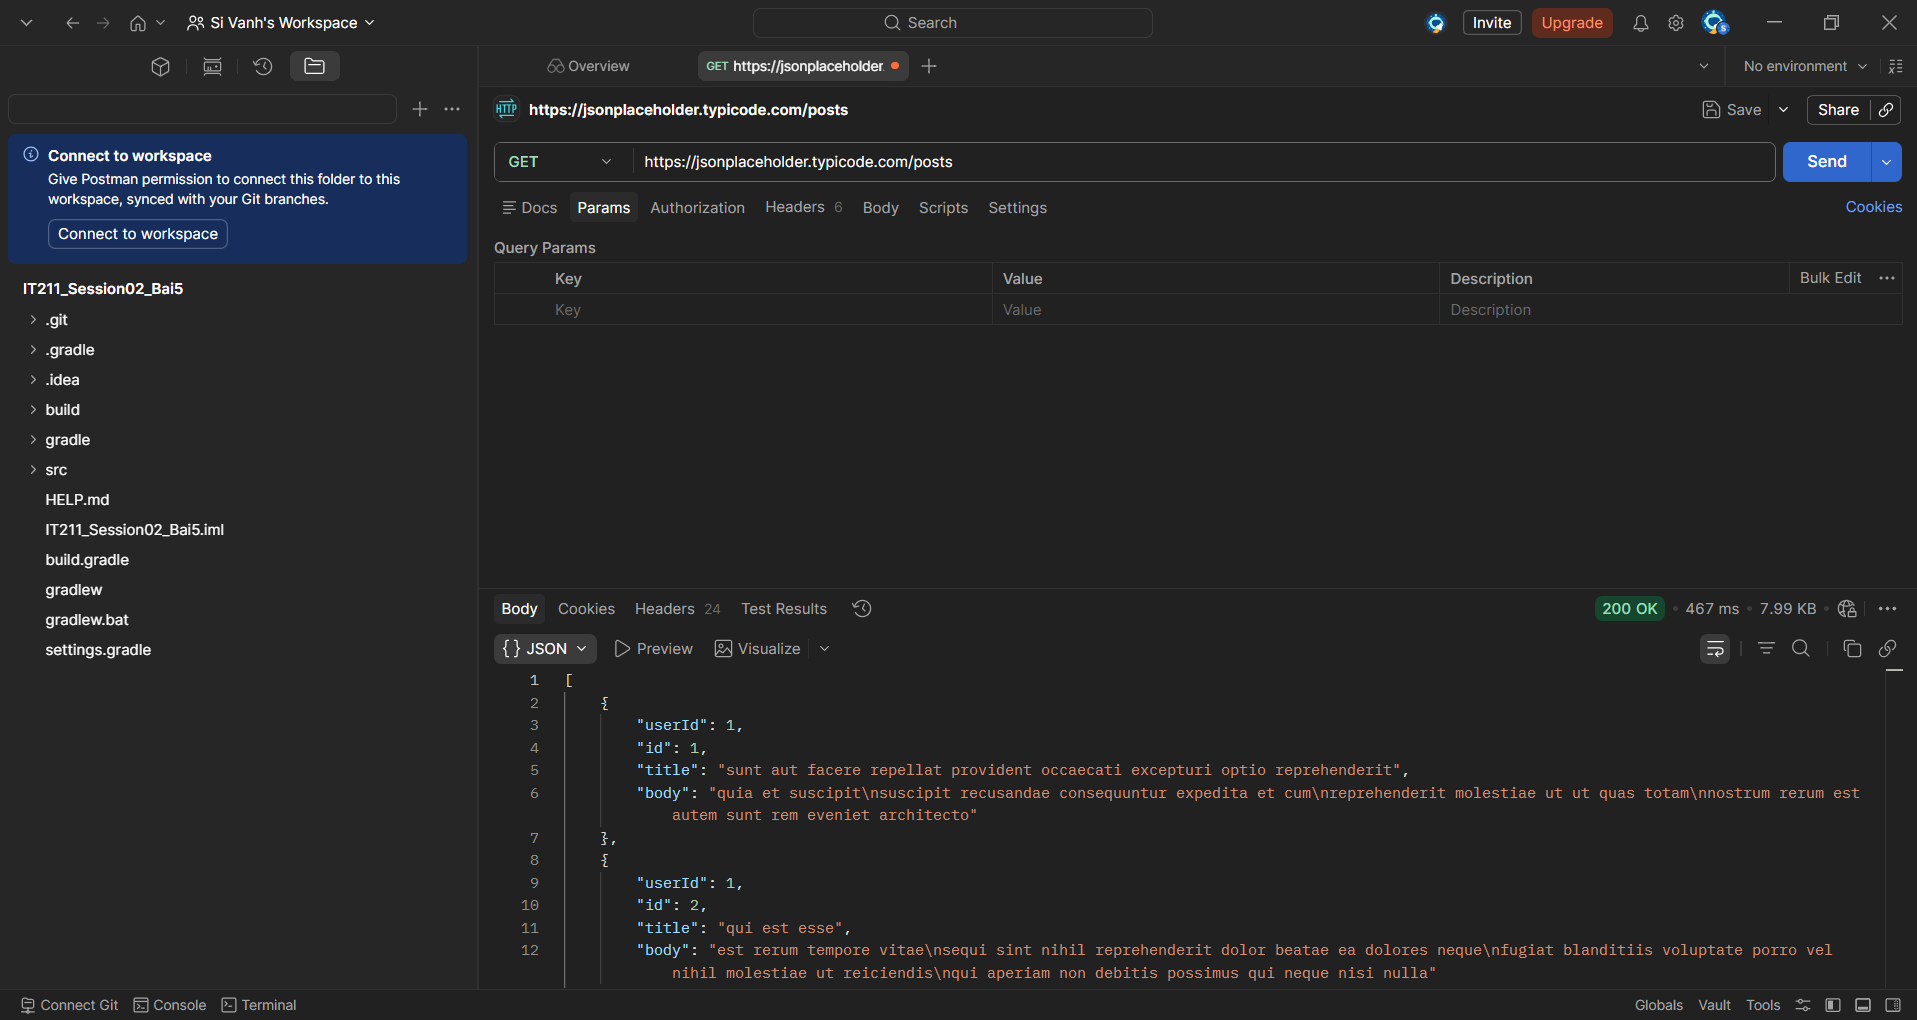 Si Vanh's Workspace
Search
Invite
Upgrade
Overview
GET https://jsonplaceholder.
No environment
HTTP https://jsonplaceholder.typicode.com/posts
Save
Share
Connect to workspace
Give Postman permission to connect this folder to this
workspace, synced with your Git branches.
Connect to workspace
GET
https://jsonplaceholder.typicode.com/posts
Send
Docs
Params
Authorization
Headers 6
Body
Scripts
Settings
Cookies
Query Params
Key
Value
Description
Bulk Edit
Key
Value
Description
IT211_Session02_Bai5
.git
.gradle
.idea
build
gradle
src
HELP.md
IT211_Session02_Bai5.iml
build.gradle
gradlew
gradlew.bat
settings.gradle
Body
Cookies
Headers 24
Test Results
200 OK
467 ms
7.99 KB
{} JSON
Preview
Visualize
1 [
2 {
3 "userId": 1,
4 "id": 1,
5 "title": "sunt aut facere repellat provident occaecati excepturi optio reprehenderit",
6 "body": "quia et suscipit\nsuscipit recusandae consequuntur expedita et cum\nreprehenderit molestiae ut ut quas totam\nnostrum rerum est
autem sunt rem eveniet architecto"
7 },
8 {
9 "userId": 1,
10 "id": 2,
11 "title": "qui est esse",
12 "body": "est rerum tempore vitae\nsequi sint nihil reprehenderit dolor beatae ea dolores neque\nfugiat blanditiis voluptate porro vel
nihil molestiae ut reiciendis\nqui aperiam non debitis possimus qui neque nisi nulla"
Connect Git
Console
Terminal
Globals
Vault
Tools